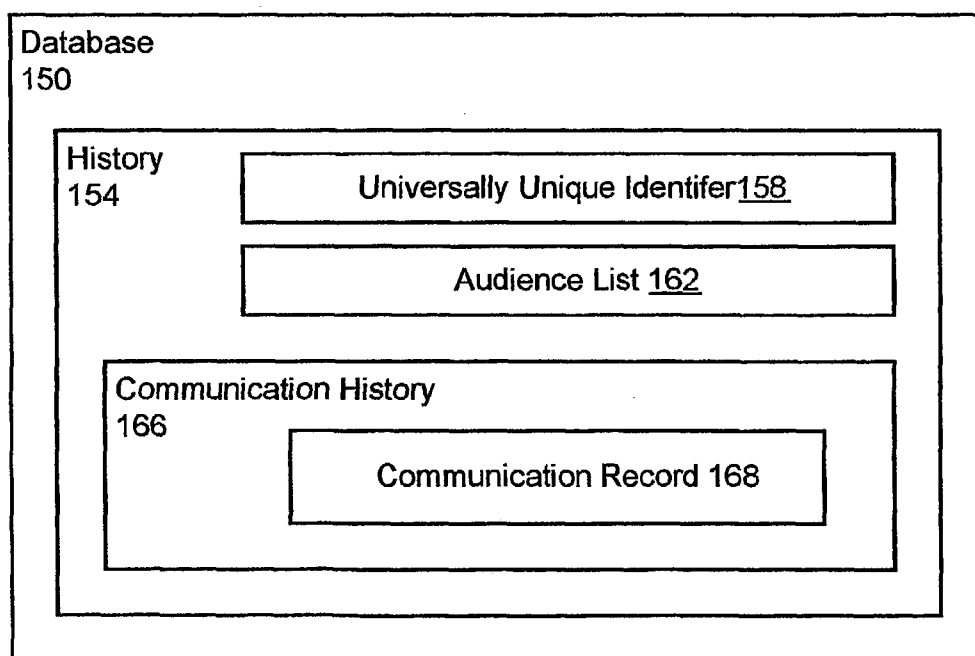 Database
150
History
154
Universally Unique Identifer158
Audience List 162
Communication History
166
Communication Record 168